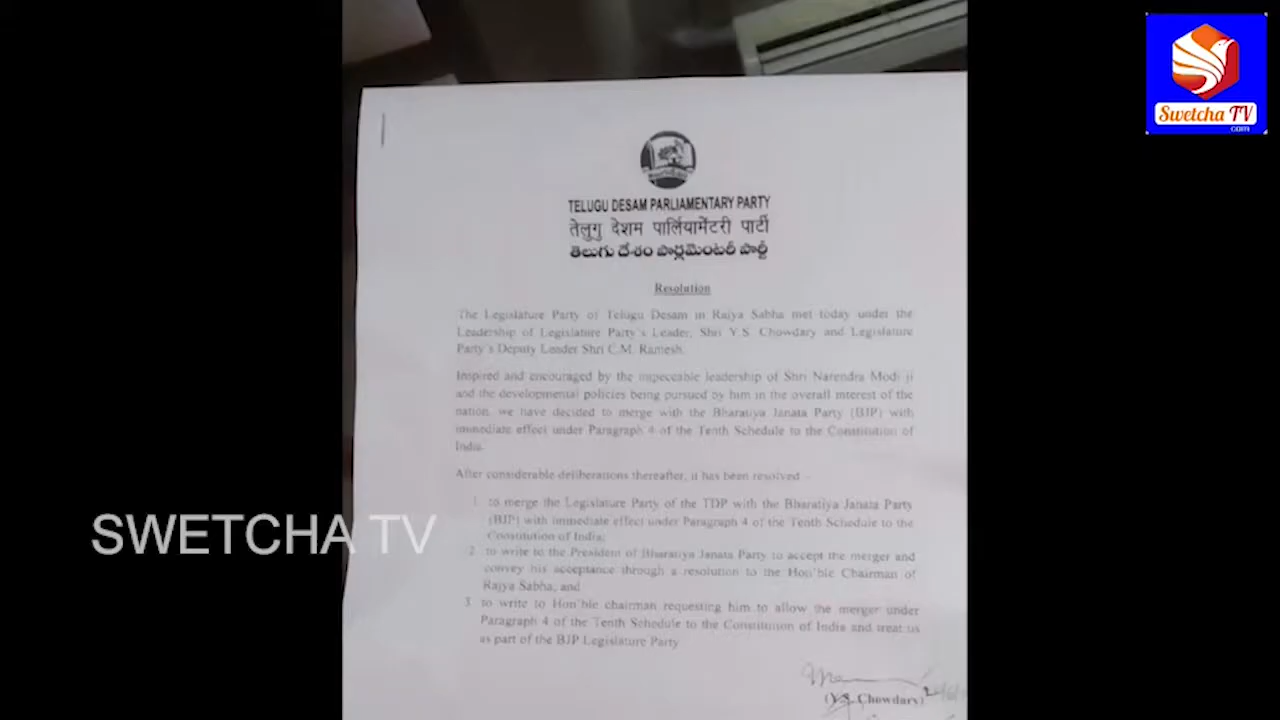 Swetcha TV
.com
TELUGU DESAM PARLIAMENTARY PARTY
तेलुगु देशम पार्लियामेंटरी पार्टी
తెలుగు దేశం పార్లమెంటరీ పార్టీ
Resolution
The Legislature Party of Telugu Desam in Rajya Sabha met today under the
Leadership of Legislature Party's Leader, Shri Y.S. Chowdary and Legislature
Party's Deputy Leader Shri C.M. Ramesh.
Inspired and encouraged by the impeccable leadership of Shri Narendra Modi ji
and the developmental policies being pursued by him in the overall interest of the
nation, we have decided to merge with the Bharatiya Janata Party (BJP) with
immediate effect under Paragraph 4 of the Tenth Schedule to the Constitution of
India.
After considerable deliberations thereafter, it has been resolved –
1. to merge the Legislature Party of the TDP with the Bharatiya Janata Party
(BJP) with immediate effect under Paragraph 4 of the Tenth Schedule to the
Constitution of India;
2. to write to the President of Bharatiya Janata Party to accept the merger and
convey his acceptance through a resolution to the Hon'ble Chairman of
Rajya Sabha; and
3. to write to Hon'ble chairman requesting him to allow the merger under
Paragraph 4 of the Tenth Schedule to the Constitution of India and treat us
as part of the BJP Legislature Party
(Y.S. Chowdary)
SWETCHA TV